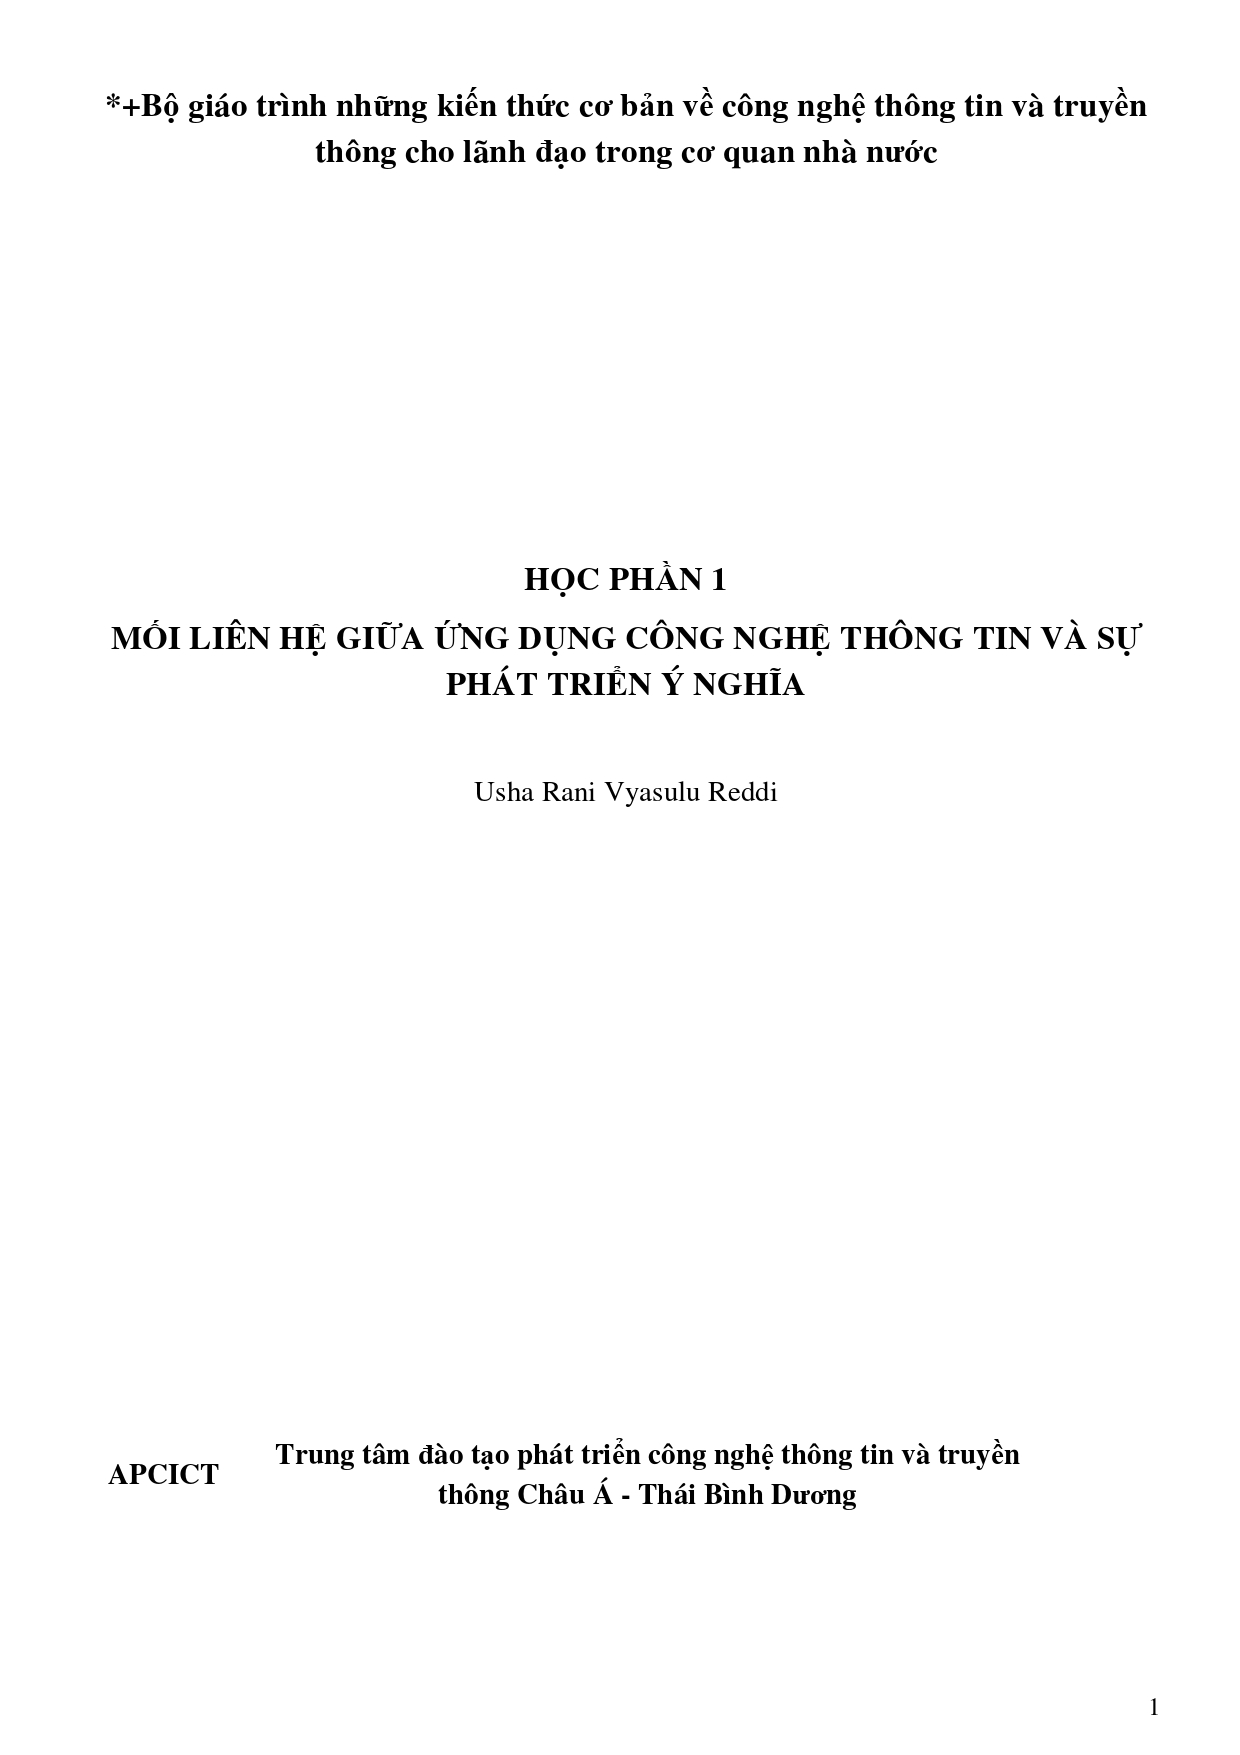 *+Bộ giáo trình những kiến thức cơ bản về công nghệ thông tin và truyền
thông cho lãnh đạo trong cơ quan nhà nước
HỌC PHẦN 1
MỐI LIÊN HỆ GIỮA ỨNG DỤNG CÔNG NGHỆ THÔNG TIN VÀ SỰ
PHÁT TRIỂN Ý NGHĨA
Usha Rani Vyasulu Reddi
APCICT
Trung tâm đào tạo phát triển công nghệ thông tin và truyền
thông Châu Á - Thái Bình Dương
1